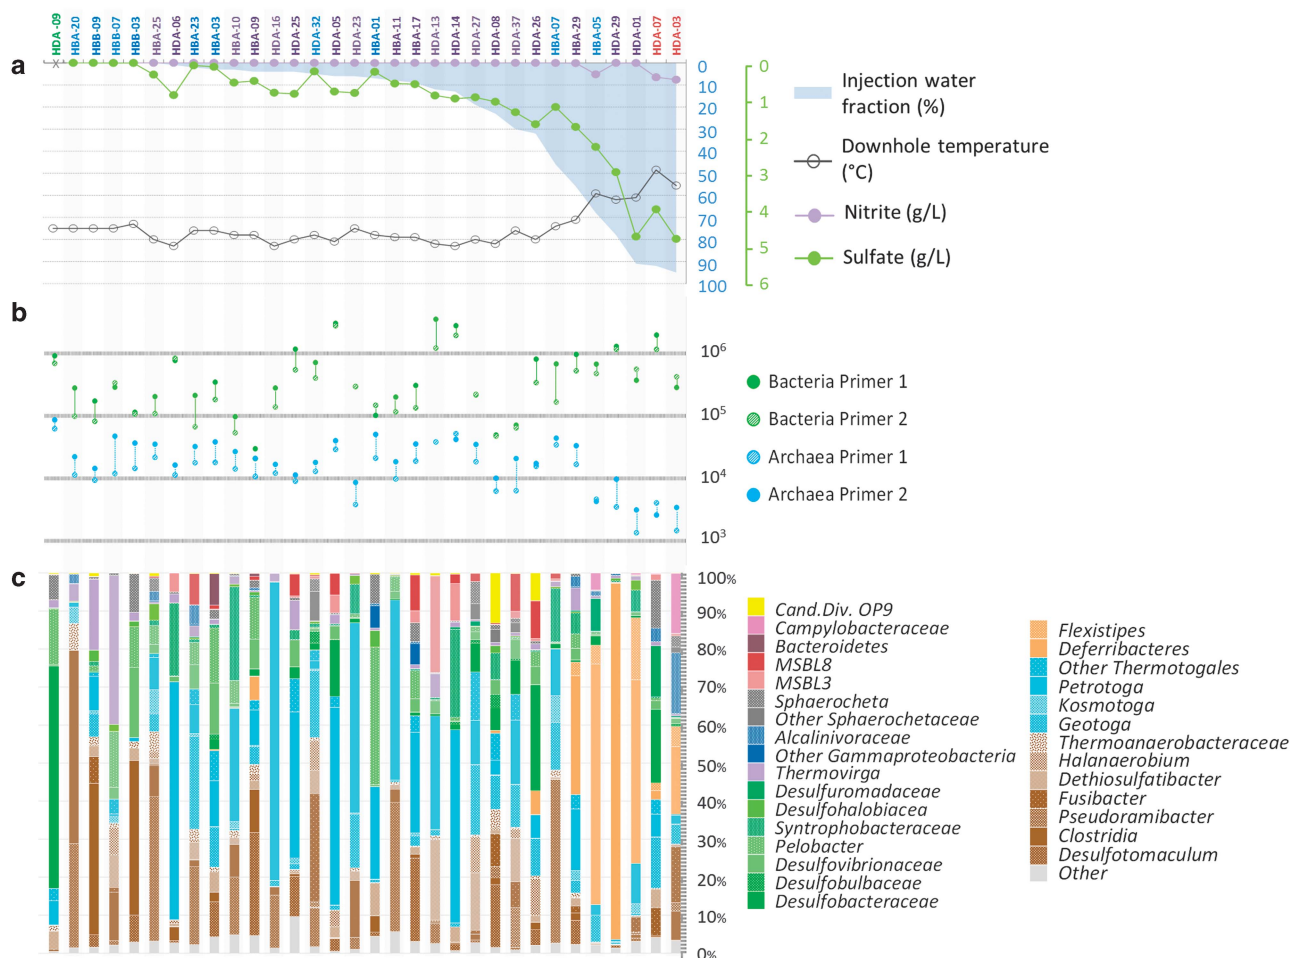 HDA-09
HBA-20
HBB-09
HBB-07
HBB-03
HBA-25
HDA-06
HBA-23
HBA-03
HBA-10
HBA-09
HDA-16
HDA-25
HDA-32
HDA-05
HDA-23
HBA-01
HBA-11
HBA-17
HDA-13
HDA-14
HDA-27
HDA-08
HDA-37
HDA-26
HBA-07
HBA-29
HBA-05
HDA-29
HDA-01
HDA-07
HDA-03
a
0
10
20
30
40
50
60
70
80
90
100
0
1
2
3
4
5
6
Injection water
fraction (%)
Downhole temperature
(°C)
Nitrite (g/L)
Sulfate (g/L)
b
10⁶
10⁵
10⁴
10³
Bacteria Primer 1
Bacteria Primer 2
Archaea Primer 1
Archaea Primer 2
c
100%
90%
80%
70%
60%
50%
40%
30%
20%
10%
0%
Cand.Div. OP9
Campylobacteraceae
Bacteroidetes
MSBL8
MSBL3
Sphaerocheta
Other Sphaerochetaceae
Alcalinivoraceae
Other Gammaproteobacteria
Thermovirga
Desulfuromadaceae
Desulfohalobiacea
Syntrophobacteraceae
Pelobacter
Desulfovibrionaceae
Desulfobulbaceae
Desulfobacteraceae
Flexistipes
Deferribacteres
Other Thermotogales
Petrotoga
Kosmotoga
Geotoga
Thermoanaerobacteraceae
Halanaerobium
Dethiosulfatibacter
Fusibacter
Pseudoramibacter
Clostridia
Desulfotomaculum
Other